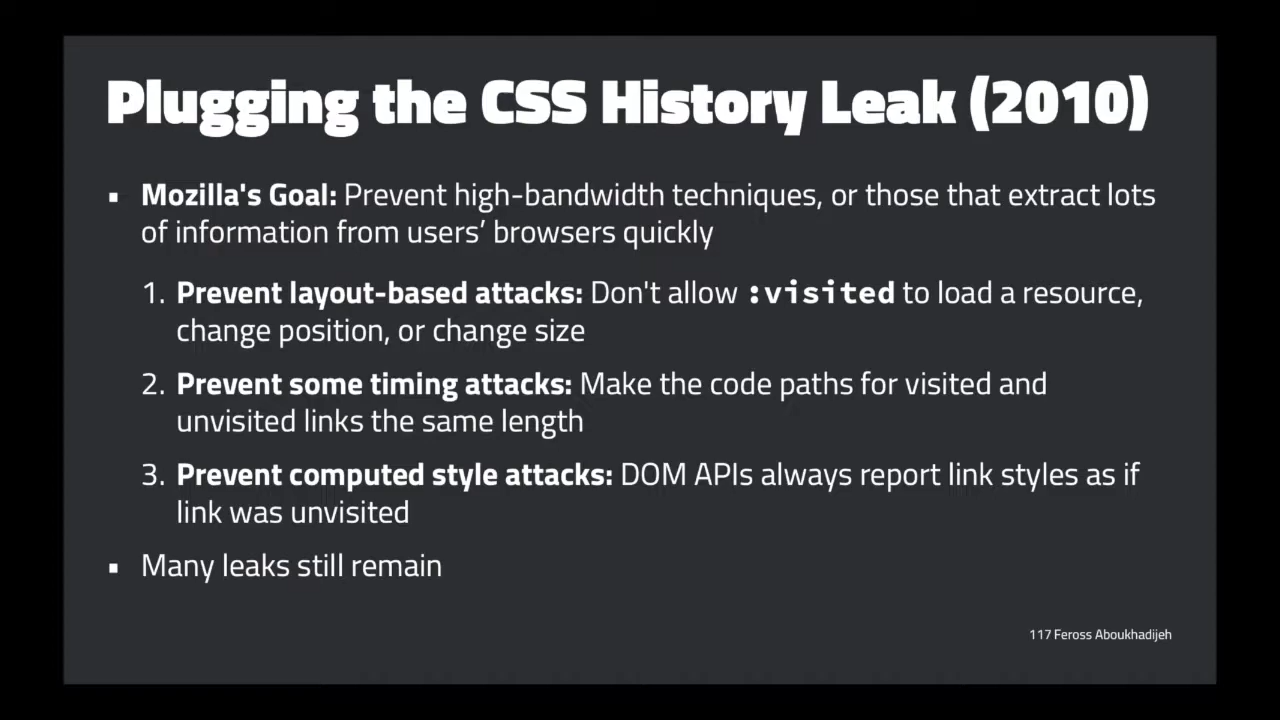 Plugging the CSS History Leak (2010)
▪ Mozilla's Goal: Prevent high-bandwidth techniques, or those that extract lots
of information from users’ browsers quickly
1. Prevent layout-based attacks: Don't allow :visited to load a resource,
change position, or change size
2. Prevent some timing attacks: Make the code paths for visited and
unvisited links the same length
3. Prevent computed style attacks: DOM APIs always report link styles as if
link was unvisited
▪ Many leaks still remain
117 Feross Aboukhadijeh